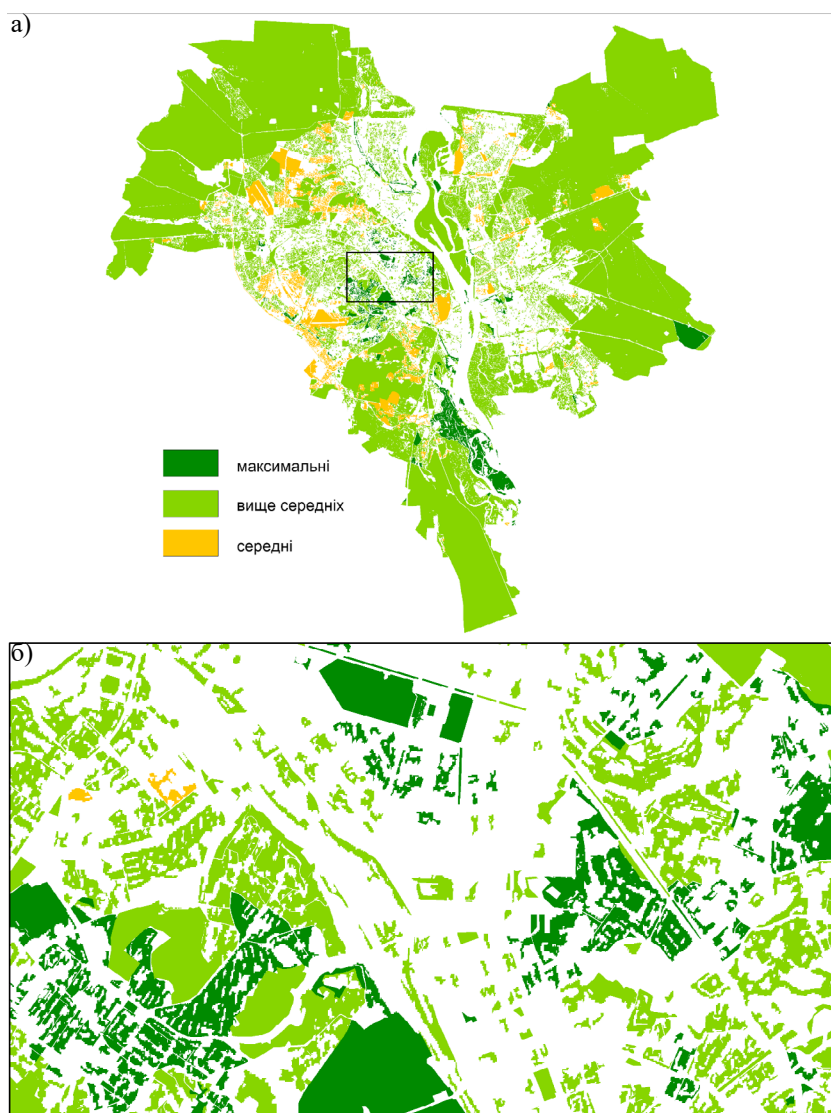 а)
максимальні
вище середніх
середні
б)